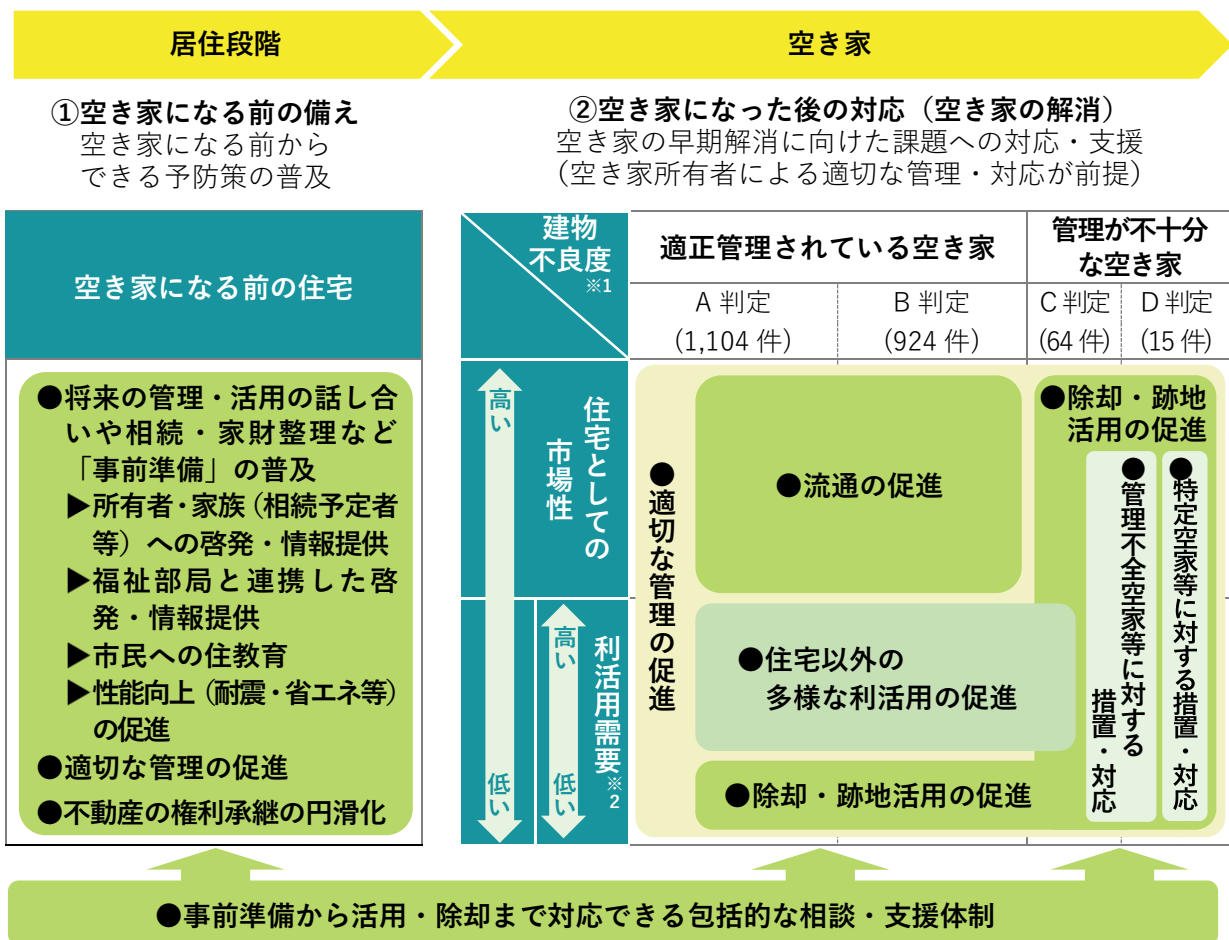 居住段階
空き家
①空き家になる前の備え
空き家になる前から
できる予防策の普及
②空き家になった後の対応（空き家の解消）
空き家の早期解消に向けた課題への対応・支援
(空き家所有者による適切な管理・対応が前提)
空き家になる前の住宅
●将来の管理・活用の話し合
いや相続・家財整理など
「事前準備」の普及
▶所有者・家族（相続予定者
等）への啓発・情報提供
▶福祉部局と連携した啓
発・情報提供
▶市民への住教育
▶性能向上（耐震・省エネ等）
の促進
●適切な管理の促進
●不動産の権利承継の円滑化
建物
不良度
※1
適正管理されている空き家
管理が不十分
な空き家
A 判定
(1,104 件)
B 判定
(924 件)
C 判定
(64 件)
D 判定
(15 件)
高い
低い
住宅としての
市場性
高い
低い
利活用需要※2
●適切な管理の促進
●流通の促進
●住宅以外の
多様な利活用の促進
●除却・跡地活用の促進
●除却・跡地
活用の促進
●管理不全空家等に対する
措置・対応
●特定空家等に対する措置・対応
●事前準備から活用・除却まで対応できる包括的な相談・支援体制